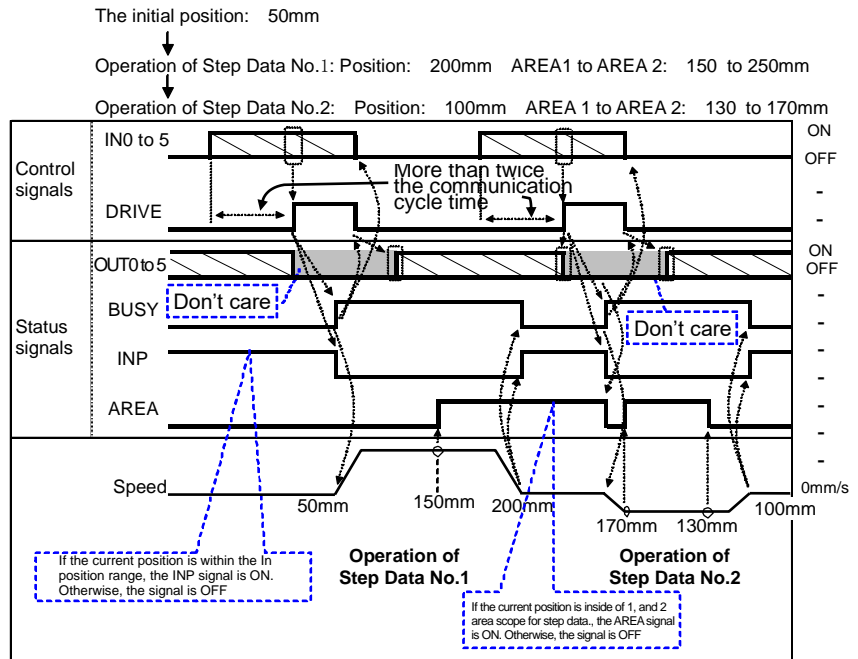 The initial position: 50mm
Operation of Step Data No.1: Position: 200mm AREA1 to AREA 2: 150 to 250mm
Operation of Step Data No.2: Position: 100mm AREA 1 to AREA 2: 130 to 170mm
Control
signals
IN0 to 5
ON
OFF
More than twice
the communication
cycle time
-
DRIVE
-
Status
signals
OUT0 to 5
ON
OFF
Don't care
-
BUSY
Don't care
-
-
INP
-
-
AREA
-
-
Speed
50mm
150mm
200mm
170mm
130mm
100mm
0mm/s
If the current position is within the In
position range, the INP signal is ON.
Otherwise, the signal is OFF
Operation of
Step Data No.1
Operation of
Step Data No.2
If the current position is inside of 1, and 2
area scope for step data., the AREA signal
is ON. Otherwise, the signal is OFF